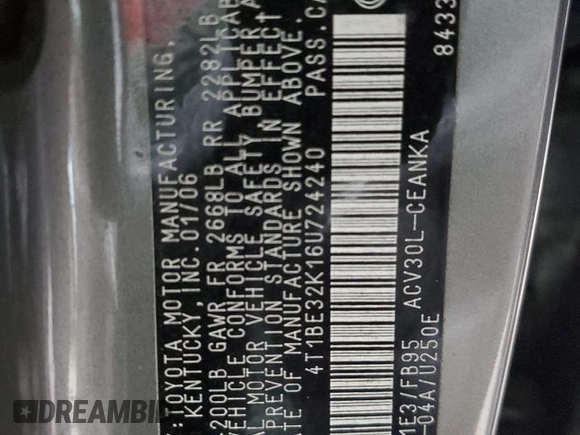 :TOYOTA MOTOR MANUFACTURING,
KENTUCKY, INC. 01/06
200LB GAWR FR 2668LB RR 2282LB
VEHICLE CONFORMS TO ALL APPLICAB
AL MOTOR VEHICLE SAFETY, BUMPER A
PREVENTION STANDARDS IN EFFECT
ATE OF MANUFACTURE SHOWN ABOVE.
4T1BE32K16U724240 PASS.CA
1E3/FB95 ACV30L-CEANKA
04A/U250E 8433
DREAMBID